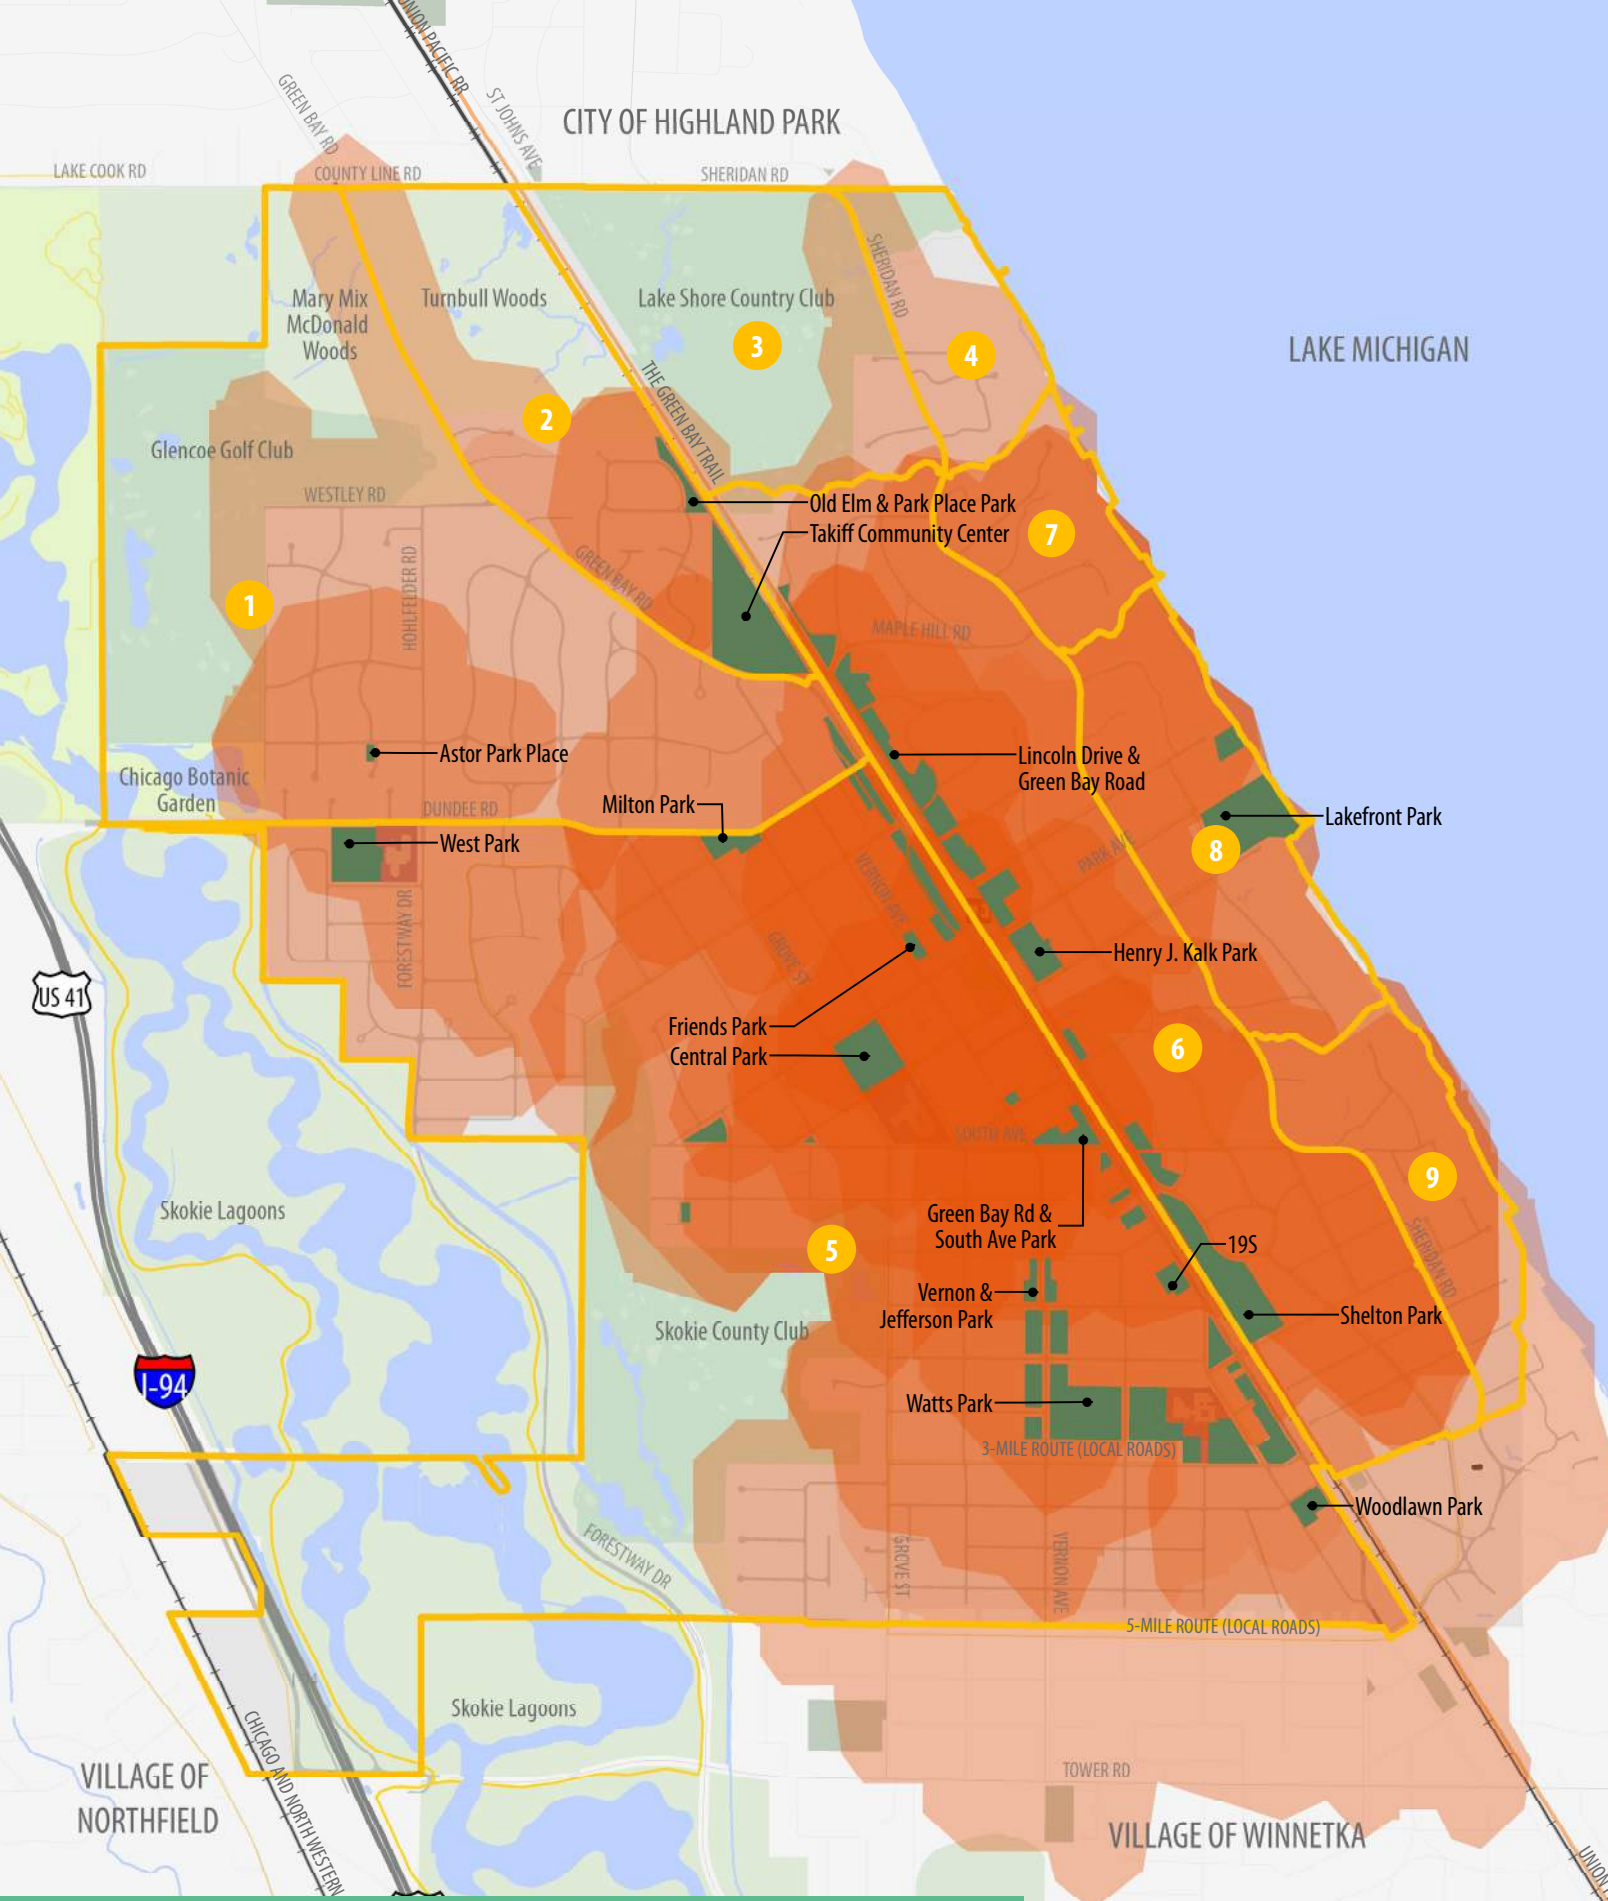 UNION PACIFIC RR
GREEN BAY RD
ST JOHNS AVE
CITY OF HIGHLAND PARK
LAKE COOK RD
COUNTY LINE RD
SHERIDAN RD
SHERIDAN RD
Mary Mix
McDonald
Woods
Turnbull Woods
Lake Shore Country Club
3
4
LAKE MICHIGAN
THE GREEN BAY TRAIL
2
Glencoe Golf Club
WESTLEY RD
Old Elm & Park Place Park
Takiff Community Center
7
GREEN BAY RD
HOHLFELDER RD
1
MAPLE HILL RD
Astor Park Place
Lincoln Drive &
Green Bay Road
Chicago Botanic
Garden
DUNDEE RD
Milton Park
Lakefront Park
West Park
8
PARK AVE
VERNON AVE
FORESTWAY DR
GROVE ST
Henry J. Kalk Park
US 41
Friends Park
Central Park
6
SOUTH AVE
9
Skokie Lagoons
Green Bay Rd &
South Ave Park
5
19S
SHERIDAN RD
Vernon &
Jefferson Park
Shelton Park
Skokie County Club
I-94
Watts Park
3-MILE ROUTE (LOCAL ROADS)
Woodlawn Park
FORESTWAY DR
GROVE ST
VERNON AVE
5-MILE ROUTE (LOCAL ROADS)
I-94
Skokie Lagoons
CHICAGO AND NORTH WESTERN
TOWER RD
VILLAGE OF
NORTHFIELD
VILLAGE OF WINNETKA
UNION